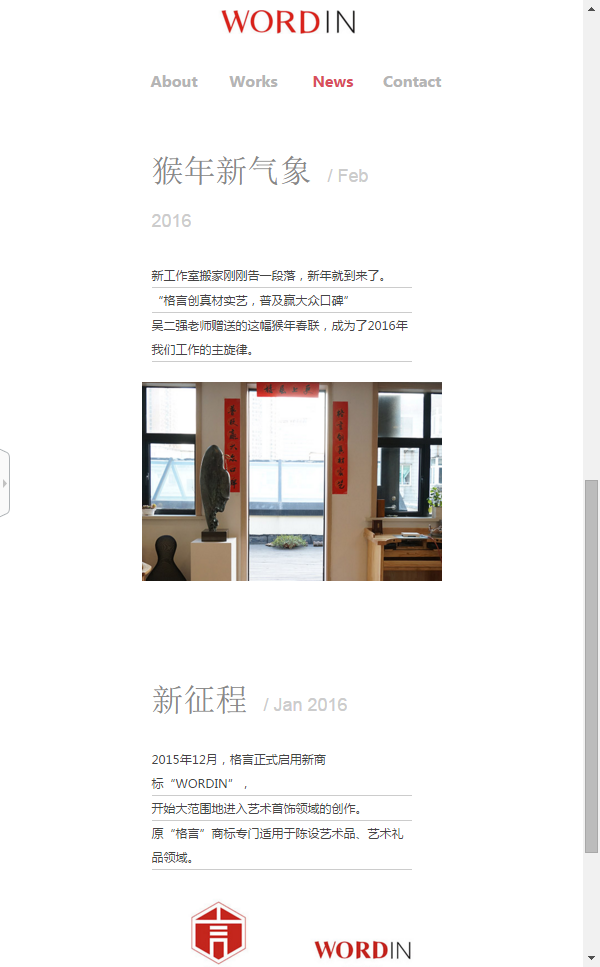 WORDIN
About Works News Contact
猴年新气象 / Feb
2016
新工作室搬家刚刚告一段落，新年就到来了。
“格言创真材实艺，普及赢大众口碑”
吴二强老师赠送的这幅猴年春联，成为了2016年
我们工作的主旋律。
新征程 / Jan 2016
2015年12月，格言正式启用新商
标“WORDIN”，
开始大范围地进入艺术首饰领域的创作。
原“格言”商标专门适用于陈设艺术品、艺术礼
品领域。
WORDIN